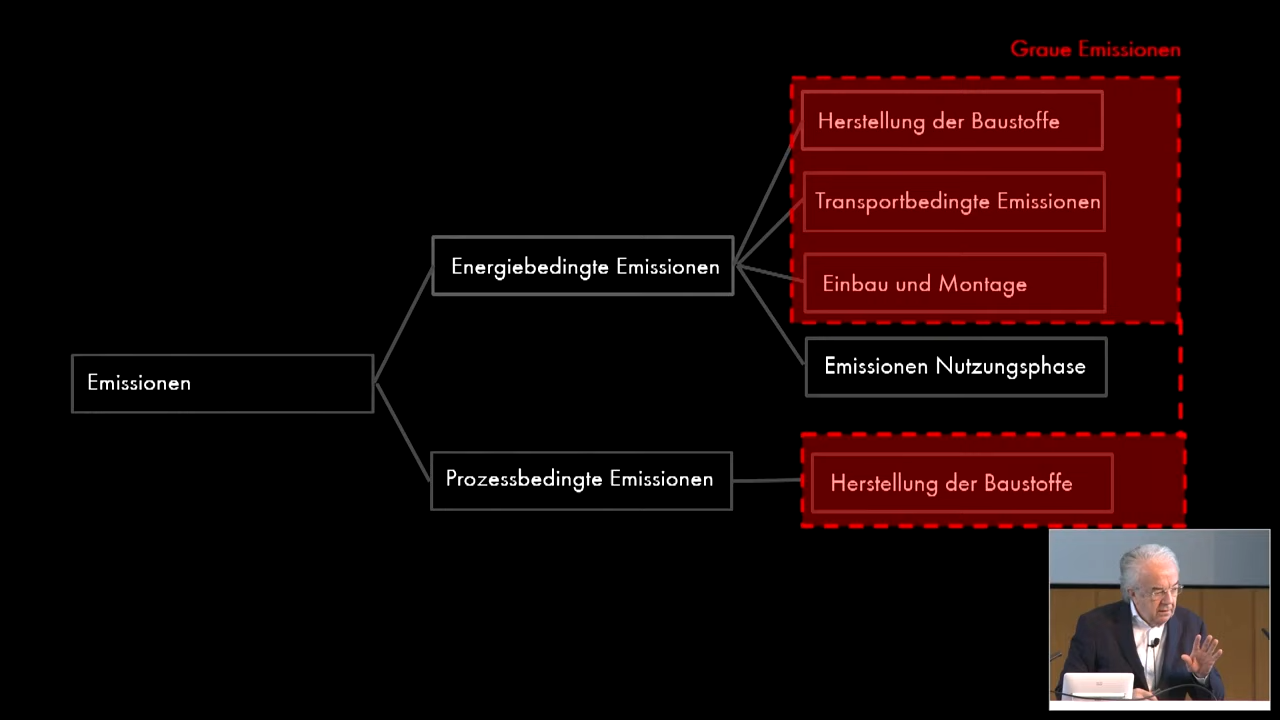 Graue Emissionen
Herstellung der Baustoffe
Transportbedingte Emissionen
Energiebedingte Emissionen
Einbau und Montage
Emissionen Nutzungsphase
Emissionen
Prozessbedingte Emissionen
Herstellung der Baustoffe